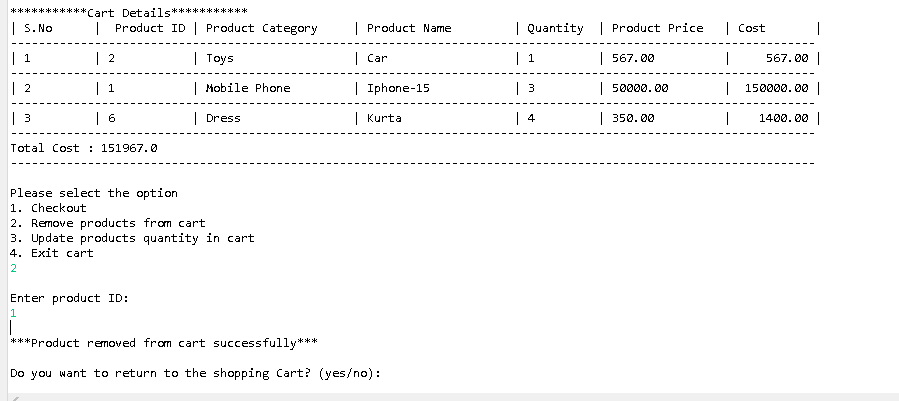 ***********Cart Details***********
| S.No      |  Product ID | Product Category     | Product Name         | Quantity  | Product Price   | Cost       |
-------------------------------------------------------------------------------------------------------------------
| 1         | 2           | Toys                 | Car                  | 1         | 567.00          |     567.00 |
-------------------------------------------------------------------------------------------------------------------
| 2         | 1           | Mobile Phone         | Iphone-15            | 3         | 50000.00        |  150000.00 |
-------------------------------------------------------------------------------------------------------------------
| 3         | 6           | Dress                | Kurta                | 4         | 350.00          |    1400.00 |
-------------------------------------------------------------------------------------------------------------------
Total Cost : 151967.0
-------------------------------------------------------------------------------------------------------------------
Please select the option
1. Checkout
2. Remove products from cart
3. Update products quantity in cart
4. Exit cart
2
Enter product ID:
1
***Product removed from cart successfully***
Do you want to return to the shopping Cart? (yes/no):